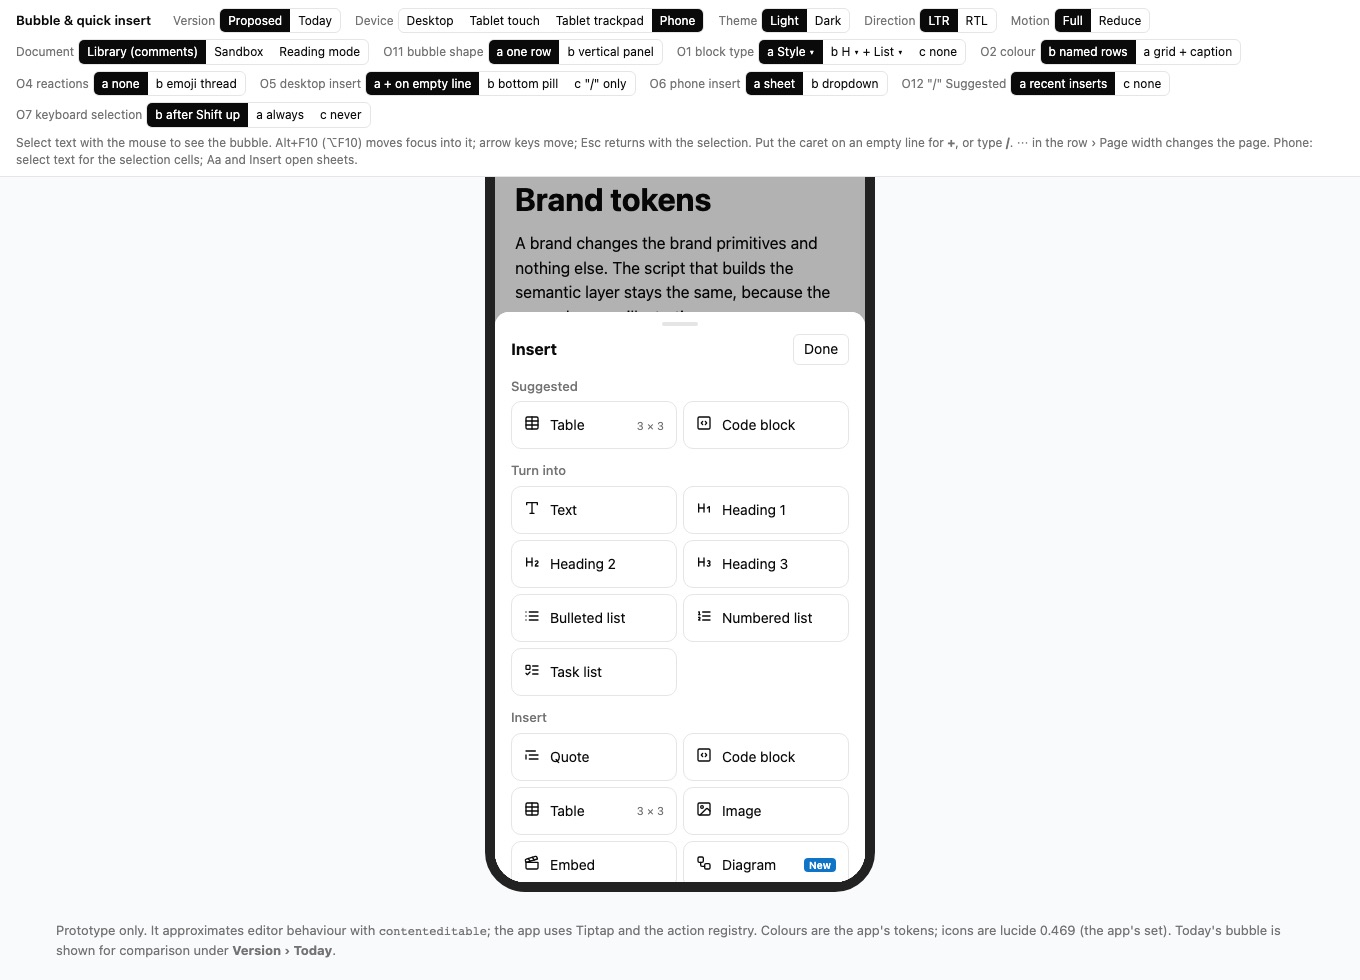 Bubble & quick insert Version Proposed Today Device Desktop Tablet touch Tablet trackpad Phone Theme Light Dark Direction LTR RTL Motion Full Reduce
Document Library (comments) Sandbox Reading mode O11 bubble shape a one row b vertical panel O1 block type a Style ▾ b H ▾ + List ▾ c none O2 colour b named rows a grid + caption
O4 reactions a none b emoji thread O5 desktop insert a + on empty line b bottom pill c "/" only O6 phone insert a sheet b dropdown O12 "/" Suggested a recent inserts c none
O7 keyboard selection b after Shift up a always c never
Select text with the mouse to see the bubble. Alt+F10 (⌥F10) moves focus into it; arrow keys move; Esc returns with the selection. Put the caret on an empty line for +, or type /. ⋯ in the row › Page width changes the page. Phone:
select text for the selection cells; Aa and Insert open sheets.
Brand tokens
A brand changes the brand primitives and
nothing else. The script that builds the
semantic layer stays the same, because the
Insert Done
Suggested
Table 3 × 3 Code block
Turn into
Text Heading 1
Heading 2 Heading 3
Bulleted list Numbered list
Task list
Insert
Quote Code block
Table 3 × 3 Image
Embed Diagram New
Prototype only. It approximates editor behaviour with contenteditable; the app uses Tiptap and the action registry. Colours are the app's tokens; icons are lucide 0.469 (the app's set). Today's bubble is
shown for comparison under Version › Today.